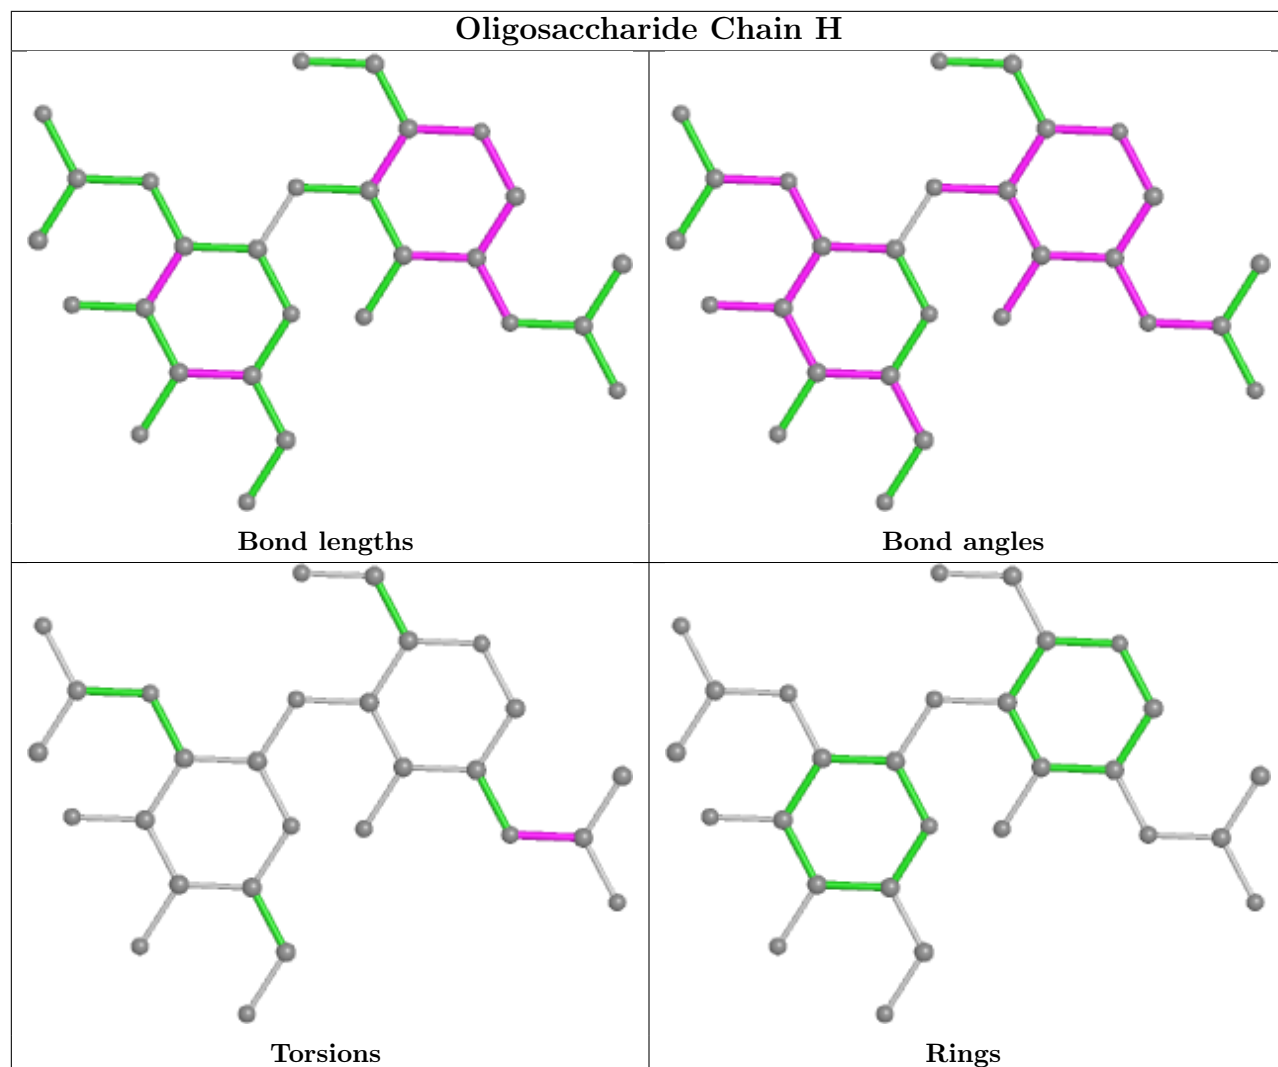 Oligosaccharide Chain H
Bond lengths
Bond angles
Torsions
Rings